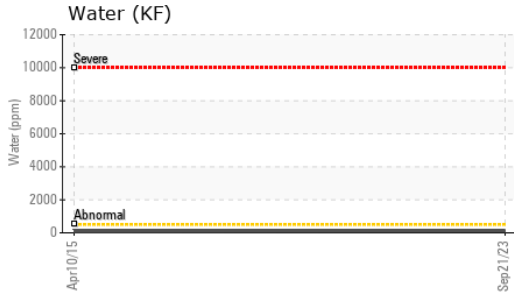 Water (KF)
12000
Severe
10000
8000
6000
4000
2000
Abnormal
0
Water (ppm)
Apr10/15
Sep21/23